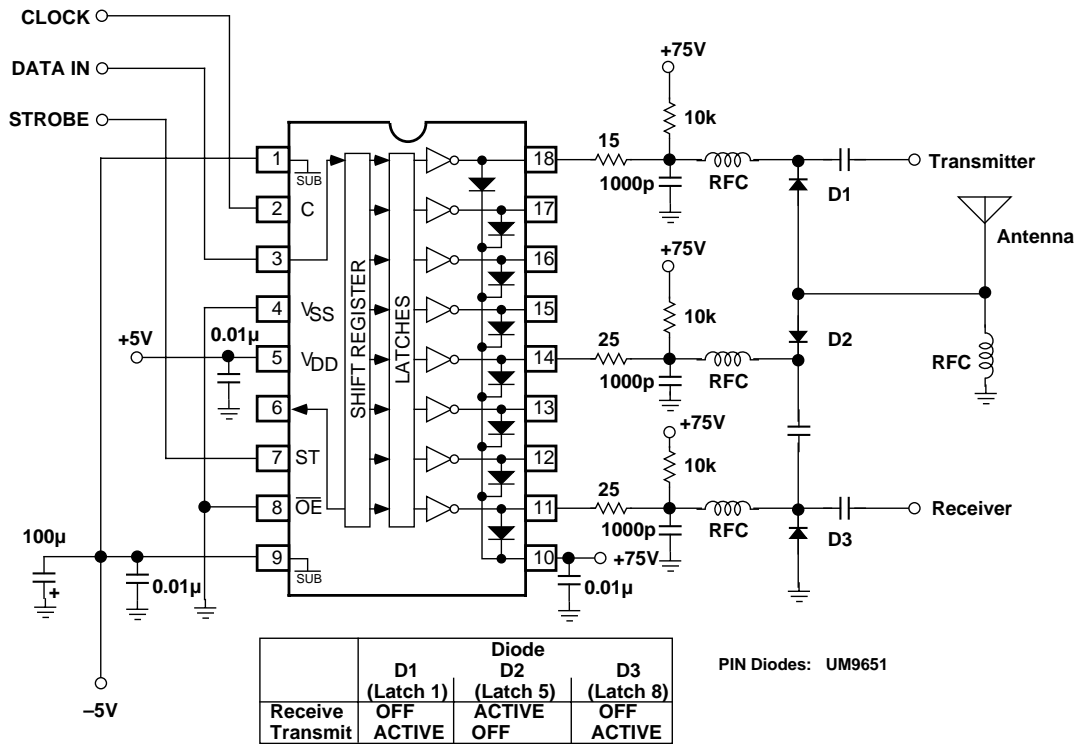 CLOCK
DATA IN
STROBE
+75V
10k
15
1000p
RFC
D1
Transmitter
Antenna
1
SUB
18
2
C
17
3
16
4
VSS
15
+5V
0.01µ
5
VDD
14
6
13
7
ST
12
8
OE
11
9
SUB
10
SHIFT REGISTER
LATCHES
+75V
10k
25
1000p
RFC
D2
RFC
+75V
10k
25
1000p
RFC
D3
Receiver
100µ
+
0.01µ
+75V
0.01µ
–5V
Diode
D1 D2 D3
(Latch 1) (Latch 5) (Latch 8)
Receive OFF ACTIVE OFF
Transmit ACTIVE OFF ACTIVE
PIN Diodes: UM9651